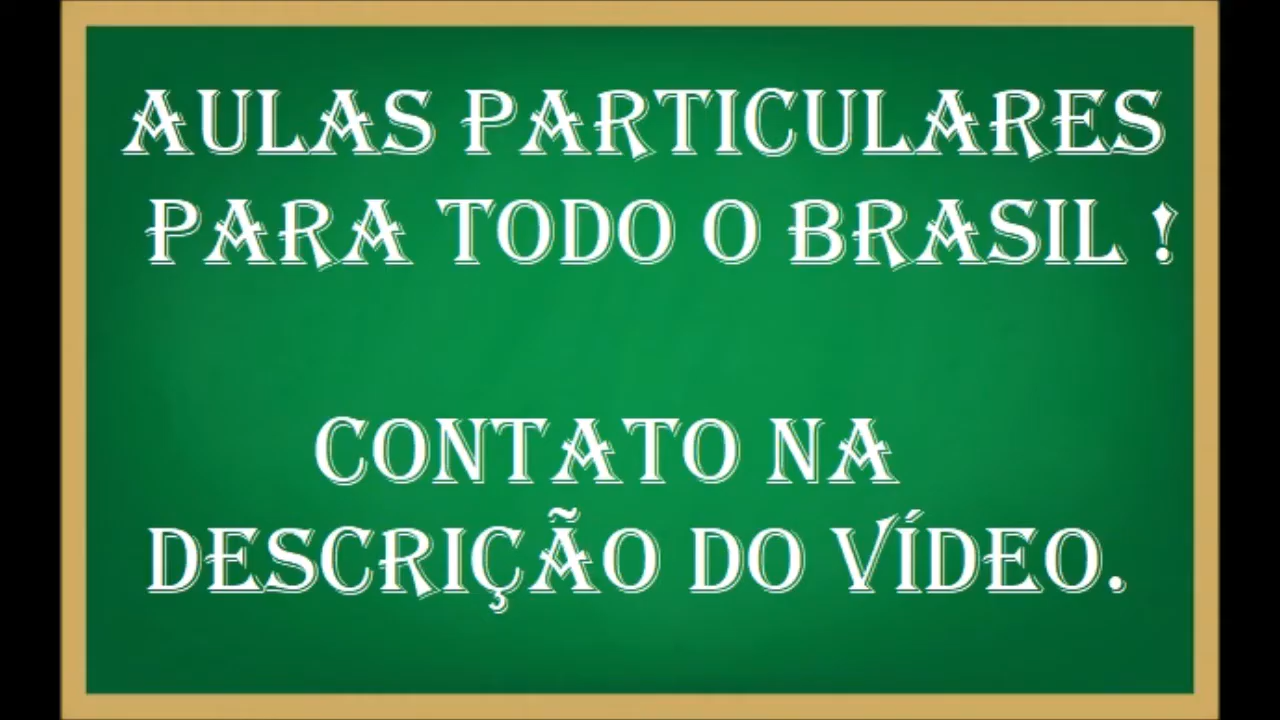 AULAS PARTICULARES
PARA TODO O BRASIL !
CONTATO NA
DESCRIÇÃO DO VÍDEO.